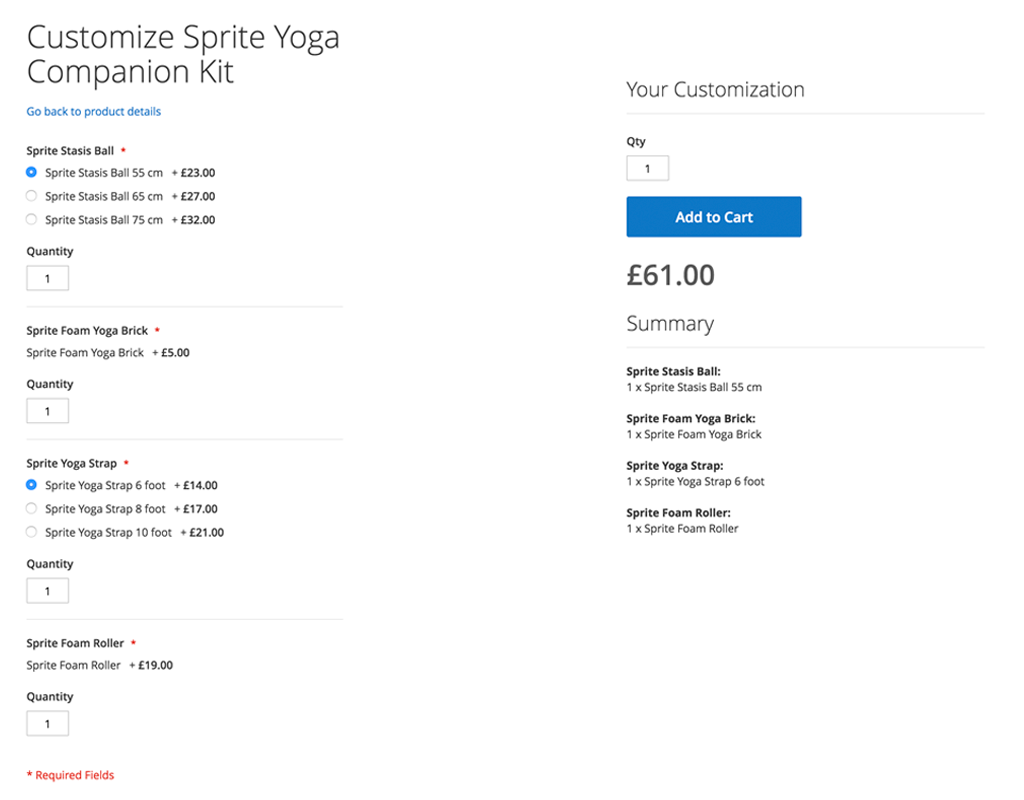 Customize Sprite Yoga
Companion Kit
Go back to product details
Sprite Stasis Ball *
Sprite Stasis Ball 55 cm + £23.00
Sprite Stasis Ball 65 cm + £27.00
Sprite Stasis Ball 75 cm + £32.00
Quantity
1
Sprite Foam Yoga Brick *
Sprite Foam Yoga Brick + £5.00
Quantity
1
Sprite Yoga Strap *
Sprite Yoga Strap 6 foot + £14.00
Sprite Yoga Strap 8 foot + £17.00
Sprite Yoga Strap 10 foot + £21.00
Quantity
1
Sprite Foam Roller *
Sprite Foam Roller + £19.00
Quantity
1
* Required Fields
Your Customization
Qty
1
Add to Cart
£61.00
Summary
Sprite Stasis Ball:
1 x Sprite Stasis Ball 55 cm
Sprite Foam Yoga Brick:
1 x Sprite Foam Yoga Brick
Sprite Yoga Strap:
1 x Sprite Yoga Strap 6 foot
Sprite Foam Roller:
1 x Sprite Foam Roller